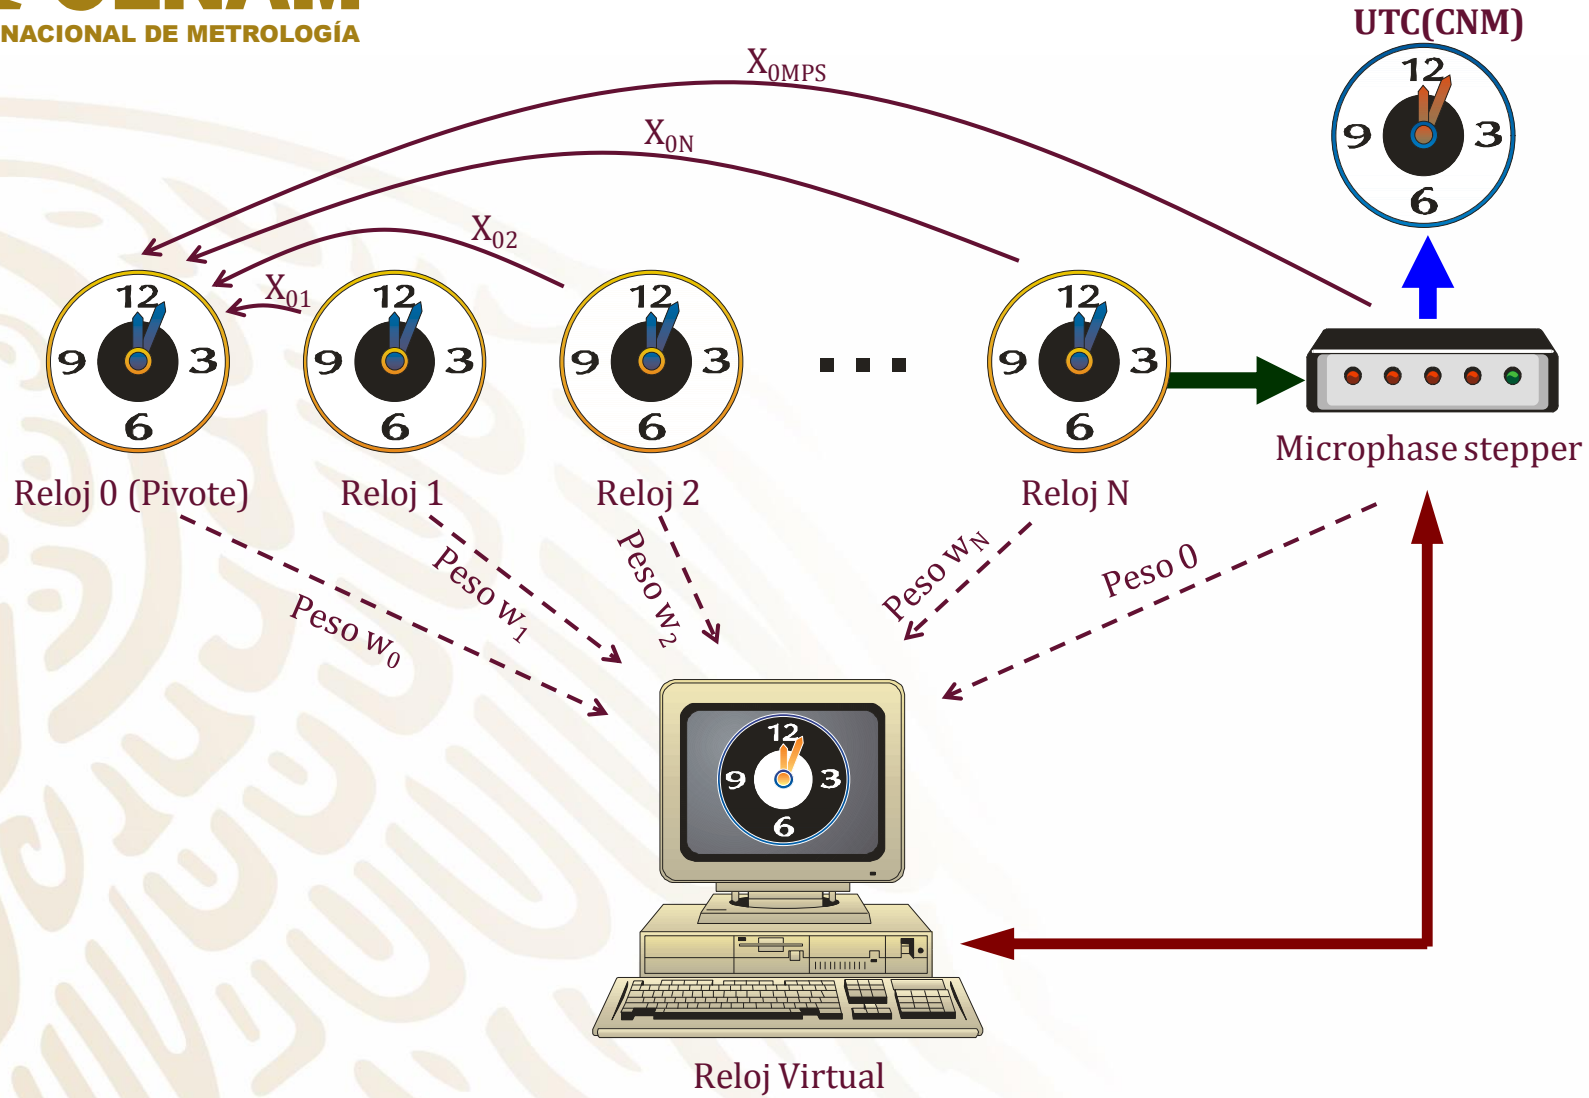 NACIONAL DE METROLOGÍA
UTC(CNM)
X0MPS
X0N
X02
X01
12
9
3
6
12
9
3
6
12
9
3
6
12
9
3
6
12
9
3
6
Reloj 0 (Pivote)
Reloj 1
Reloj 2
Reloj N
Microphase stepper
Peso w0
Peso w1
Peso w2
Peso wN
Peso 0
12
9
3
6
Reloj Virtual